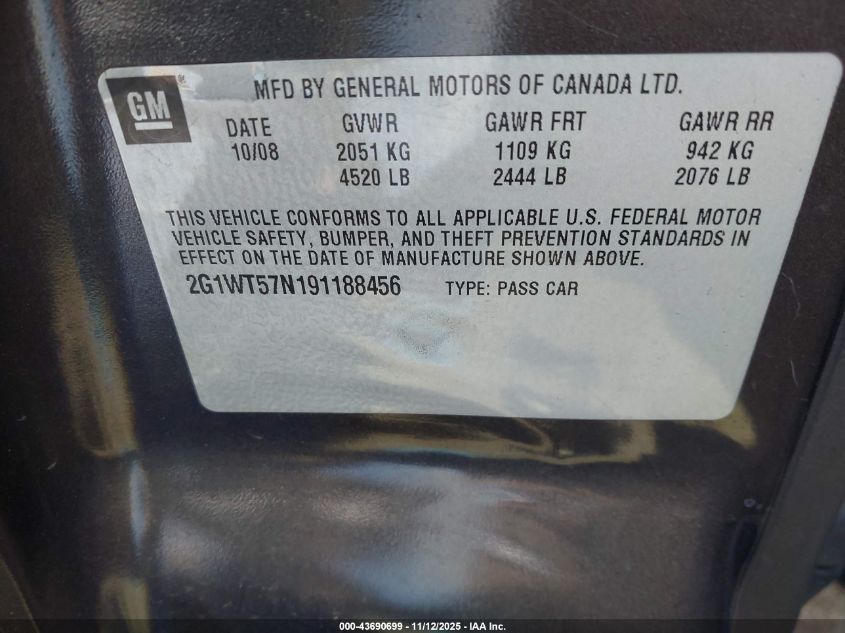 GM
MFD BY GENERAL MOTORS OF CANADA LTD.
DATE GVWR GAWR FRT GAWR RR
10/08 2051 KG 1109 KG 942 KG
4520 LB 2444 LB 2076 LB
THIS VEHICLE CONFORMS TO ALL APPLICABLE U.S. FEDERAL MOTOR
VEHICLE SAFETY, BUMPER, AND THEFT PREVENTION STANDARDS IN
EFFECT ON THE DATE OF MANUFACTURE SHOWN ABOVE.
2G1WT57N191188456 TYPE: PASS CAR
000-43690699 - 11/12/2025 - IAA Inc.